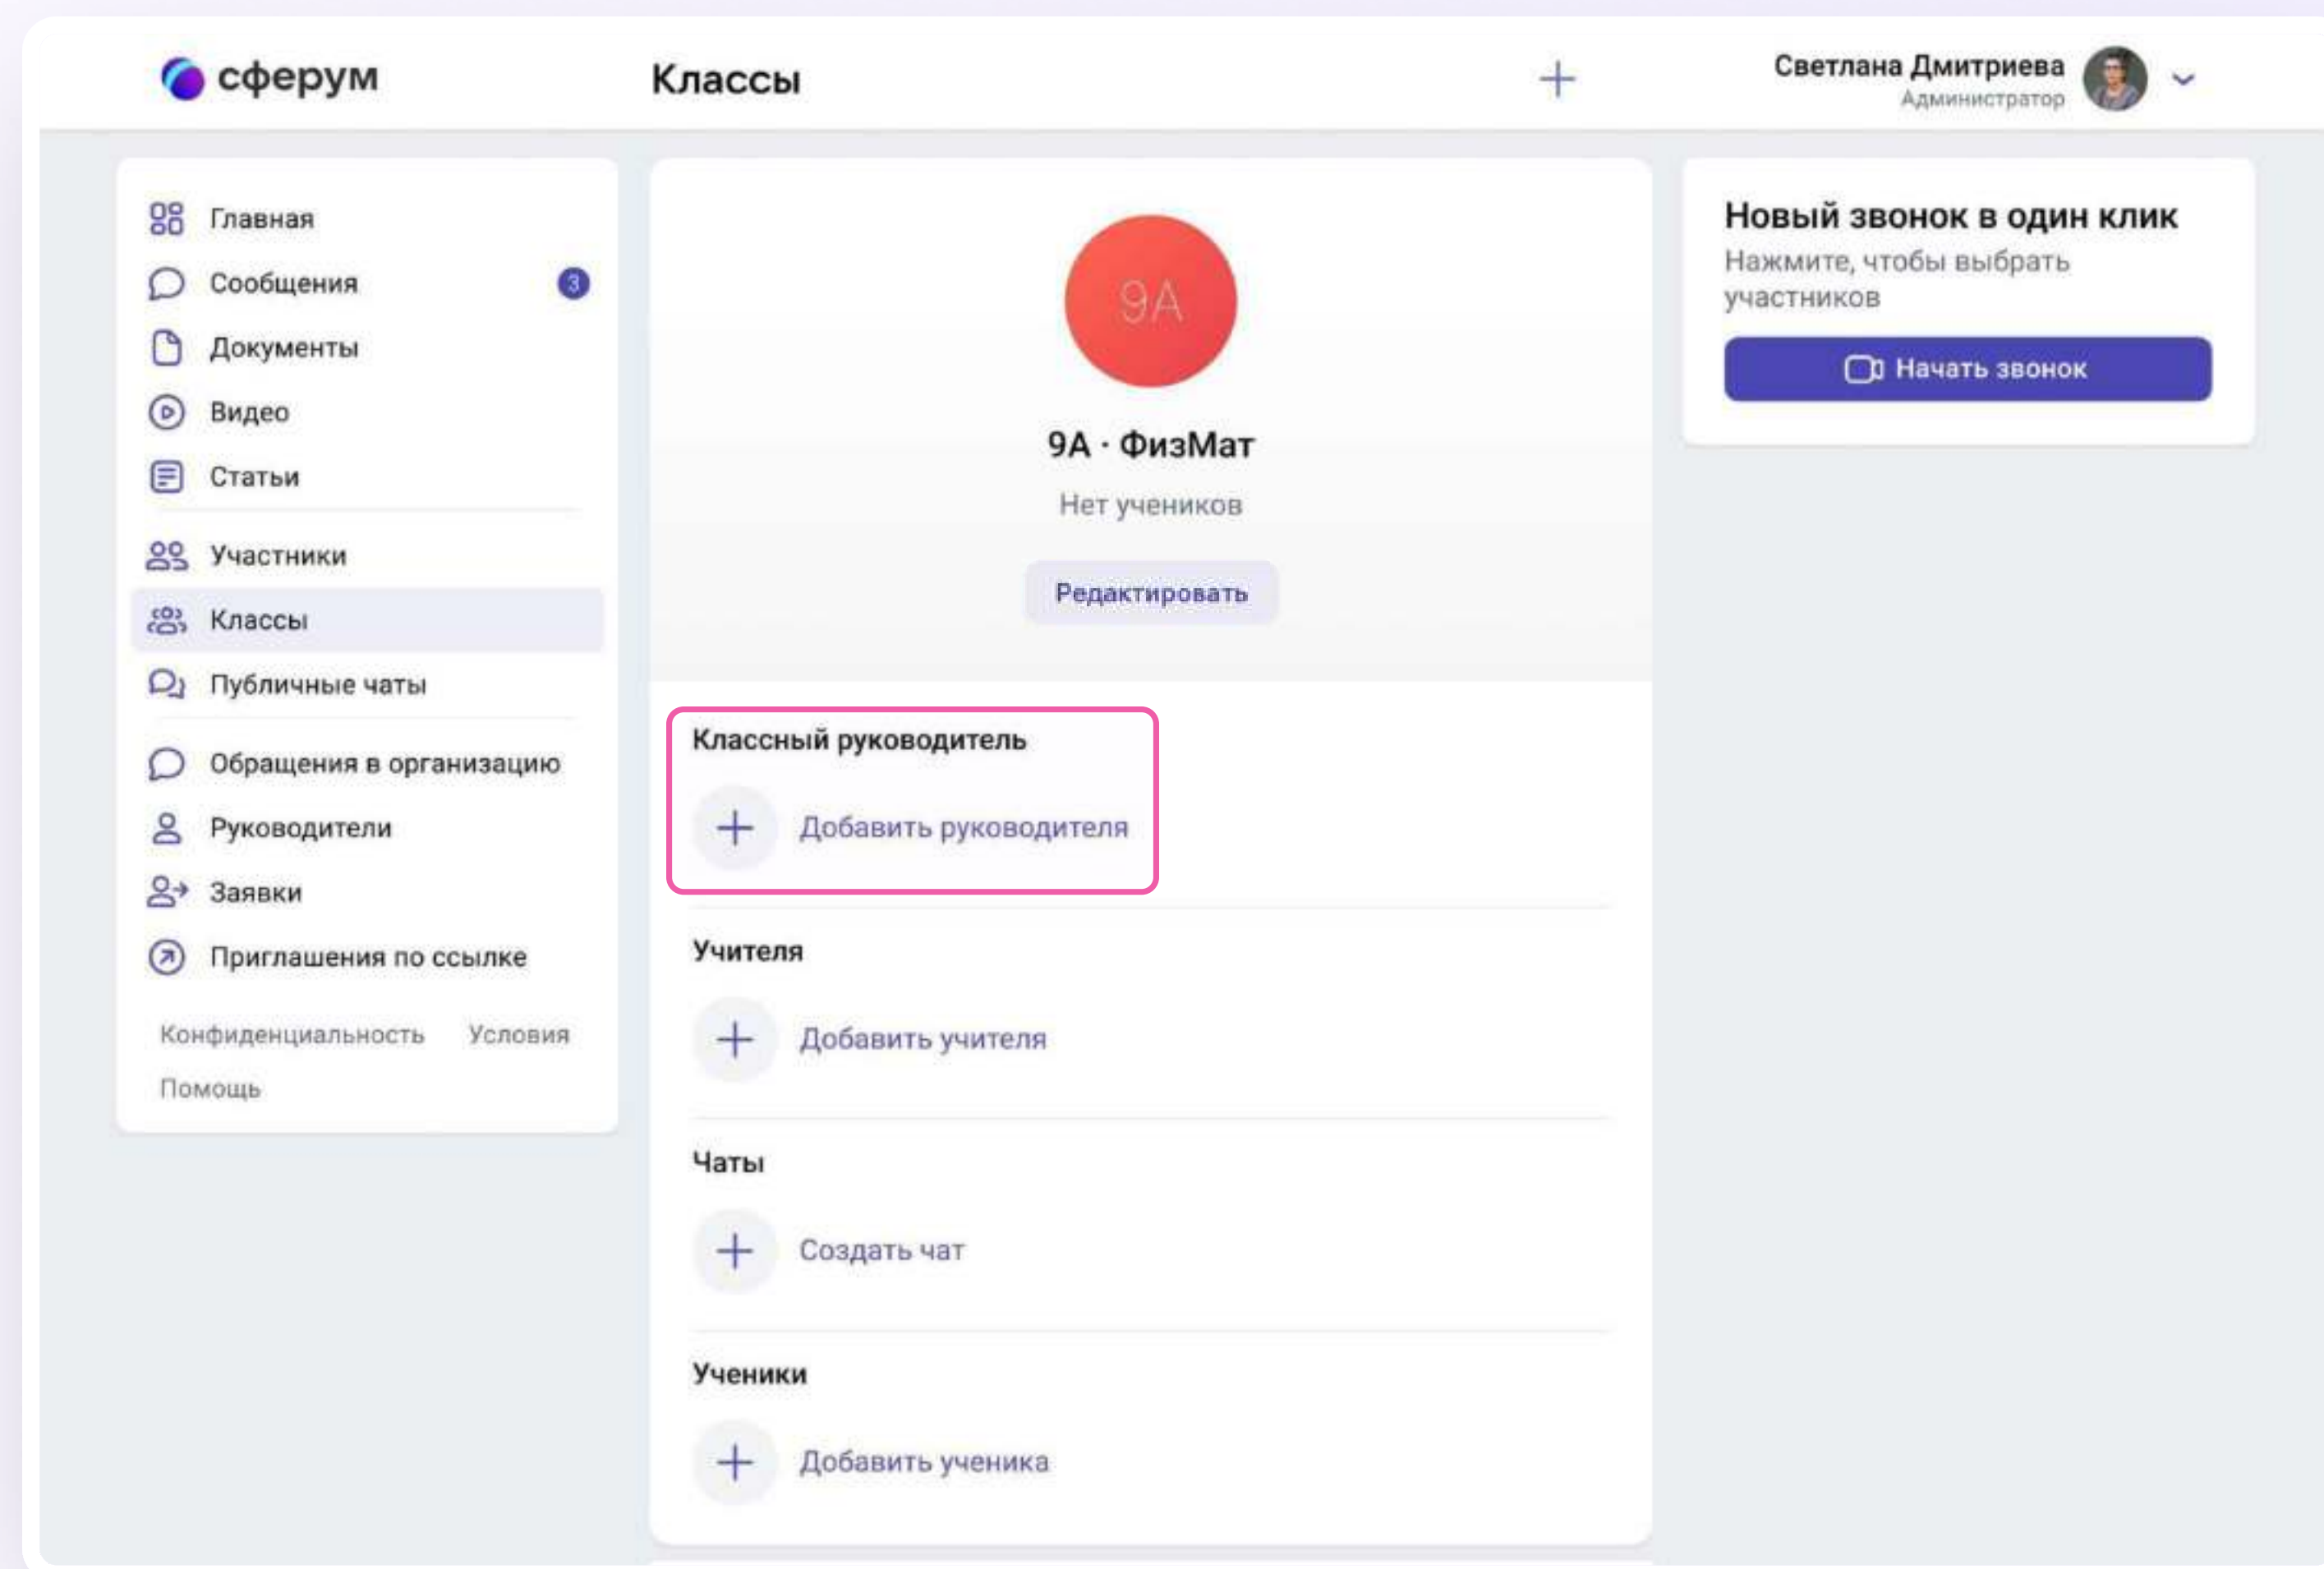 сферум
Классы
Светлана Дмитриева
Администратор
Главная
Сообщения
3
Документы
Видео
Статьи
Участники
Классы
Публичные чаты
Обращения в организацию
Руководители
Заявки
Приглашения по ссылке
Конфиденциальность Условия
Помощь
9А
9А · ФизМат
Нет учеников
Редактировать
Классный руководитель
Добавить руководителя
Учителя
Добавить учителя
Чаты
Создать чат
Ученики
Добавить ученика
Новый звонок в один клик
Нажмите, чтобы выбрать
участников
Начать звонок